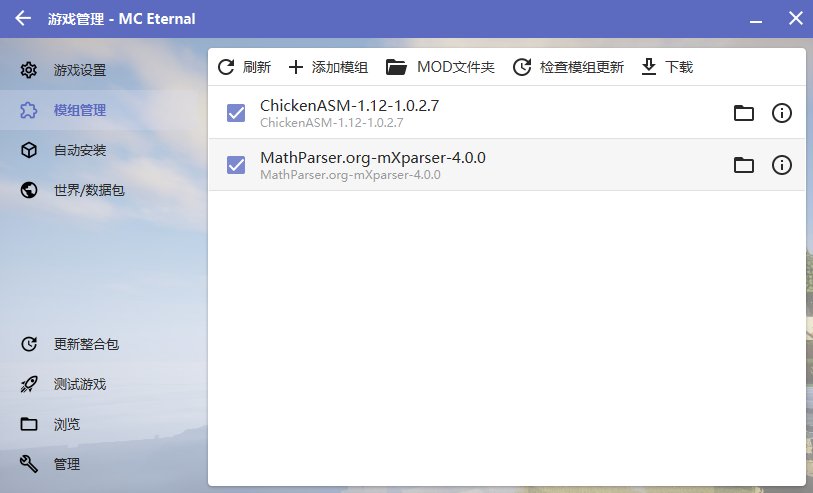 游戏管理 - MC Eternal
游戏设置
模组管理
自动安装
世界/数据包
更新整合包
测试游戏
浏览
管理
刷新 添加模组 MOD文件夹 检查模组更新 下载
ChickenASM-1.12-1.0.2.7
ChickenASM-1.12-1.0.2.7
MathParser.org-mXparser-4.0.0
MathParser.org-mXparser-4.0.0